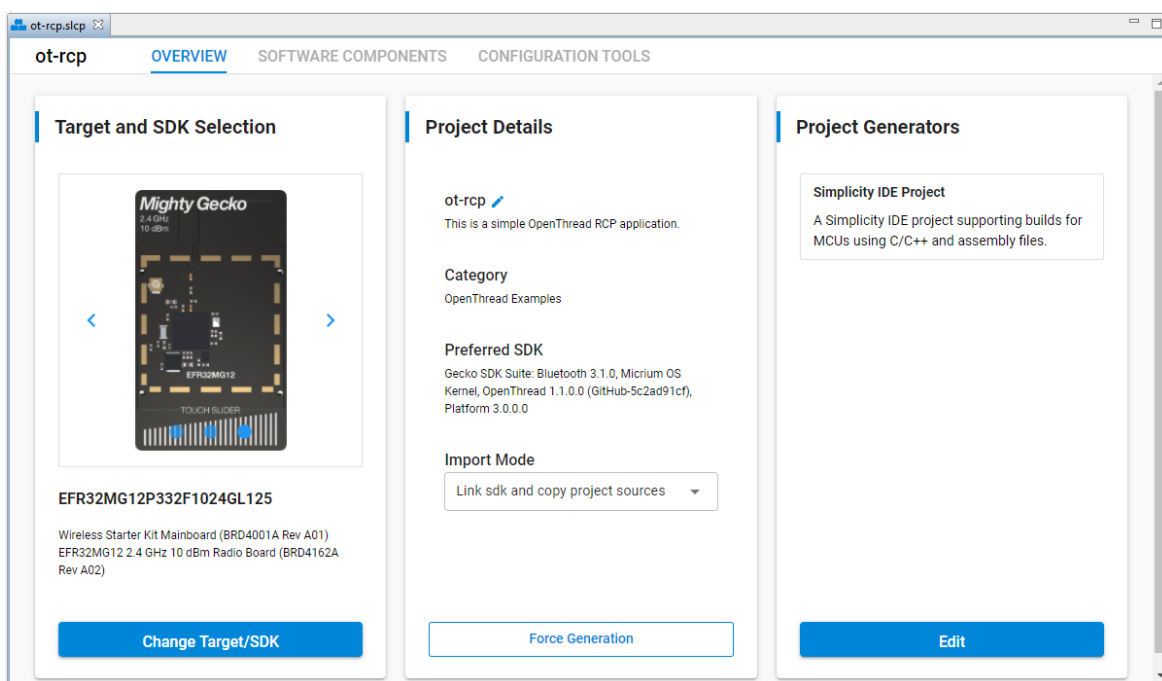 ot-rcp.slcp
ot-rcp OVERVIEW SOFTWARE COMPONENTS CONFIGURATION TOOLS
Target and SDK Selection
Mighty Gecko
2.4 GHz
10 dBm
EFR32MG12
TOUCH SLIDER
EFR32MG12P332F1024GL125
Wireless Starter Kit Mainboard (BRD4001A Rev A01)
EFR32MG12 2.4 GHz 10 dBm Radio Board (BRD4162A
Rev A02)
Change Target/SDK
Project Details
ot-rcp
This is a simple OpenThread RCP application.
Category
OpenThread Examples
Preferred SDK
Gecko SDK Suite: Bluetooth 3.1.0, Micrium OS
Kernel, OpenThread 1.1.0.0 (GitHub-5c2ad91cf),
Platform 3.0.0.0
Import Mode
Link sdk and copy project sources
Force Generation
Project Generators
Simplicity IDE Project
A Simplicity IDE project supporting builds for
MCUs using C/C++ and assembly files.
Edit